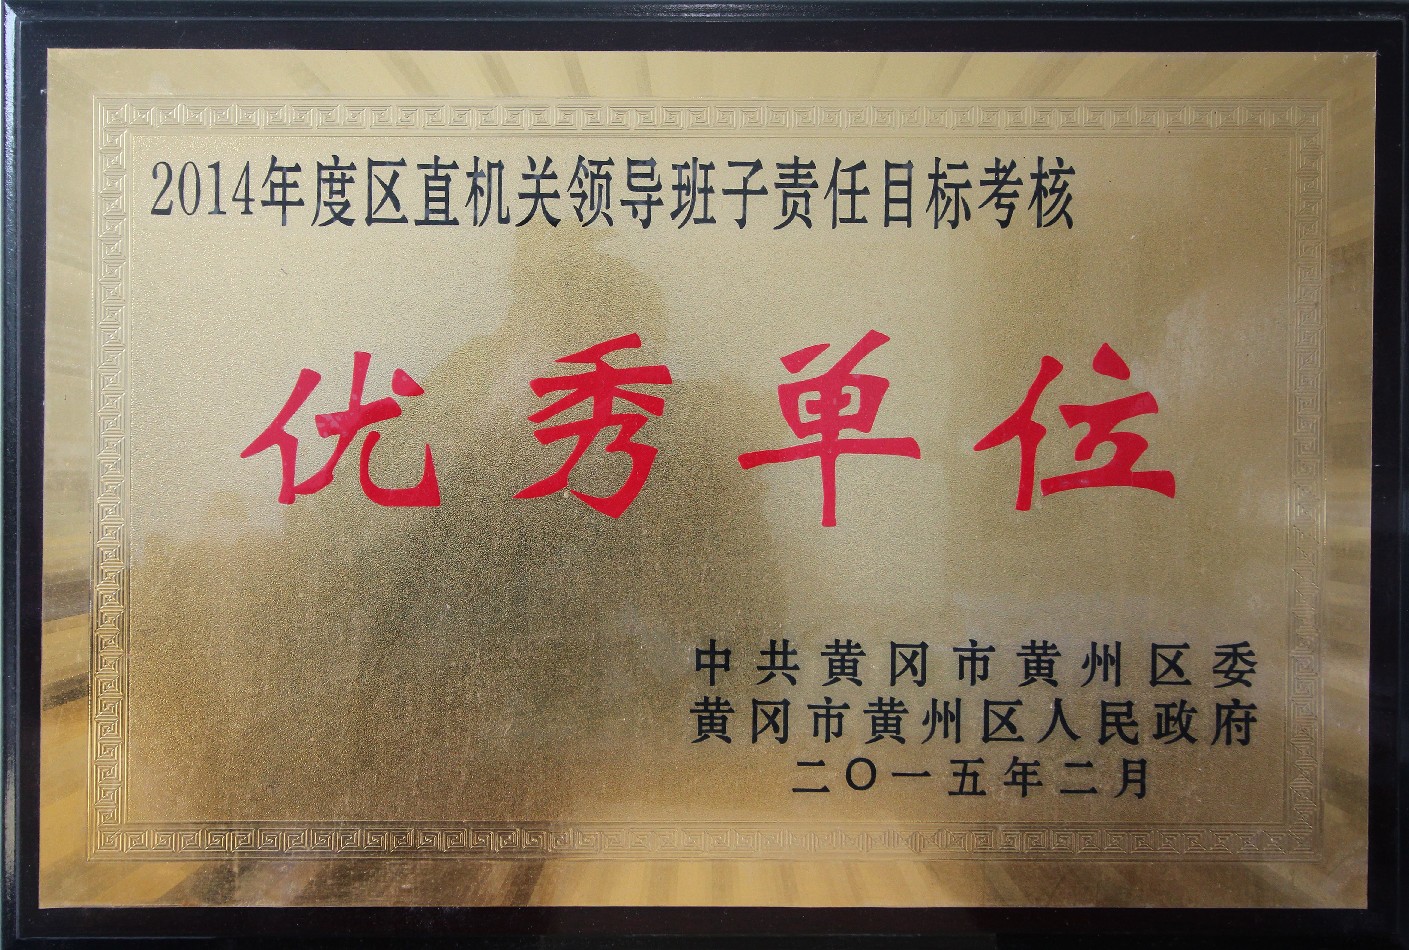 2014年度区直机关领导班子责任目标考核
优秀单位
中共黄冈市黄州区委
黄冈市黄州区人民政府
二〇一五年二月